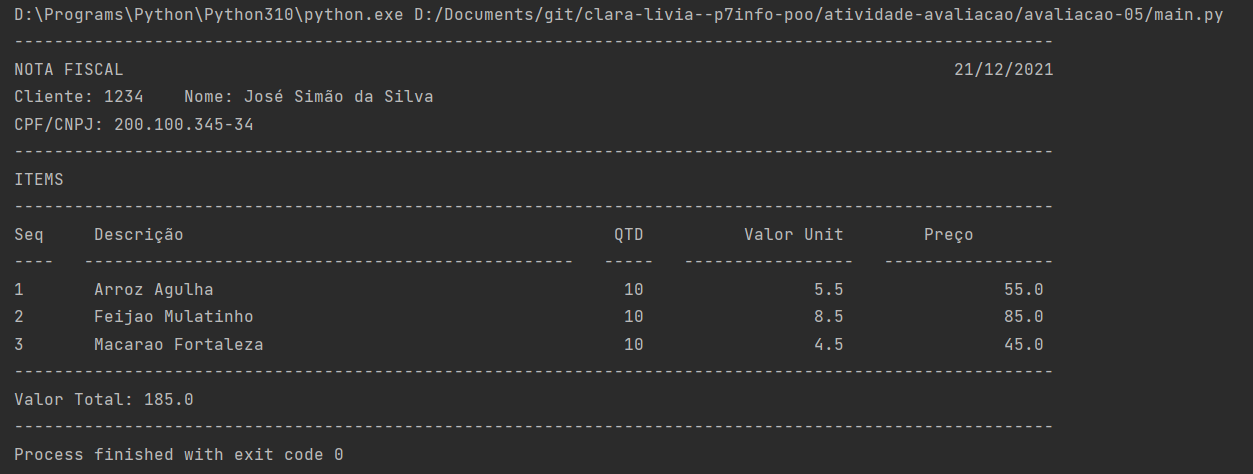 D:\Programs\Python\Python310\python.exe D:/Documents/git/clara-livia--p7info-poo/atividade-avaliacao/avaliacao-05/main.py
--------------------------------------------------------------------------------------------------------
NOTA FISCAL                                                                                   21/12/2021
Cliente: 1234    Nome: José Simão da Silva
CPF/CNPJ: 200.100.345-34
--------------------------------------------------------------------------------------------------------
ITEMS
--------------------------------------------------------------------------------------------------------
Seq     Descrição                                           QTD          Valor Unit        Preço
----   -------------------------------------------------   -----   -----------------   -----------------
1       Arroz Agulha                                         10                 5.5                55.0
2       Feijao Mulatinho                                     10                 8.5                85.0
3       Macarao Fortaleza                                    10                 4.5                45.0
--------------------------------------------------------------------------------------------------------
Valor Total: 185.0
--------------------------------------------------------------------------------------------------------
Process finished with exit code 0